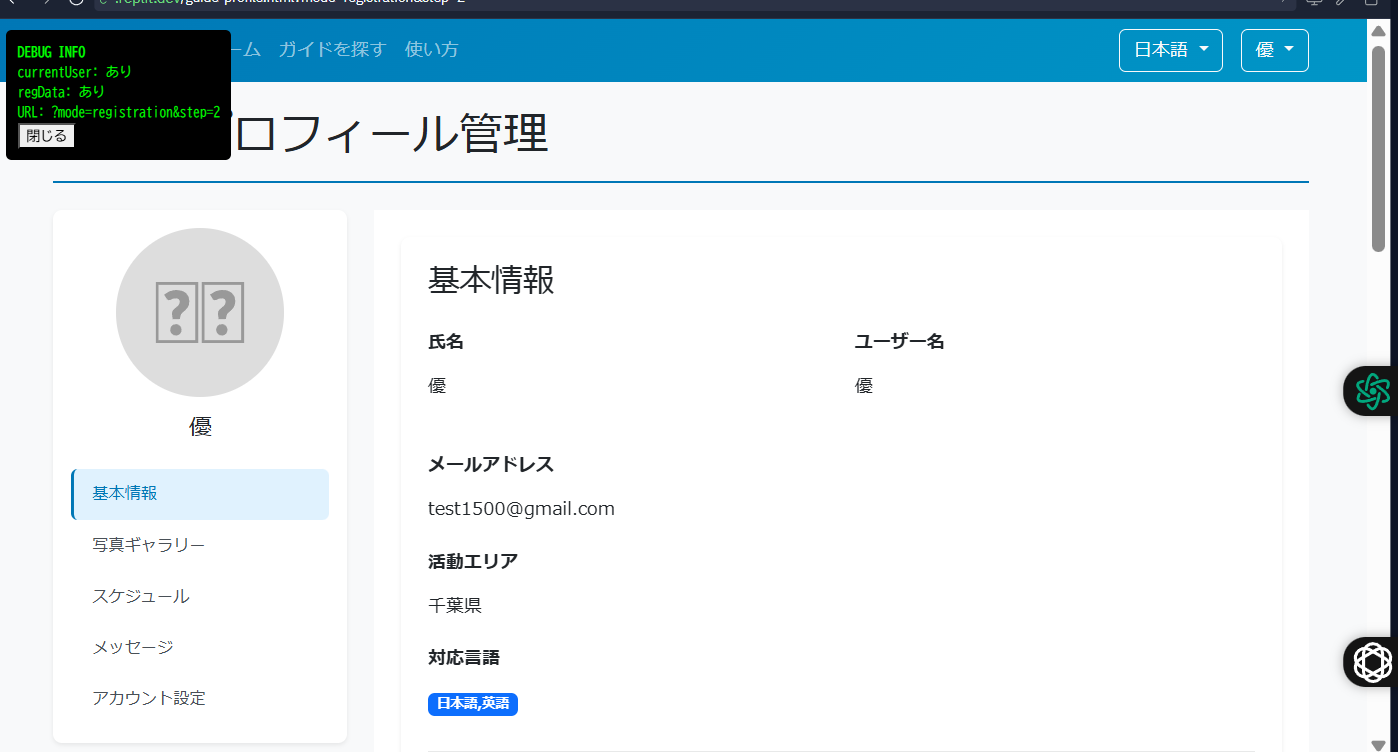 DEBUG INFO
currentUser: あり
regData: あり
URL: ?mode=registration&step=2
閉じる
ーム ガイドを探す 使い方
日本語
優
ロフィール管理
??
優
基本情報
写真ギャラリー
スケジュール
メッセージ
アカウント設定
基本情報
氏名
優
ユーザー名
優
メールアドレス
test1500@gmail.com
活動エリア
千葉県
対応言語
日本語,英語